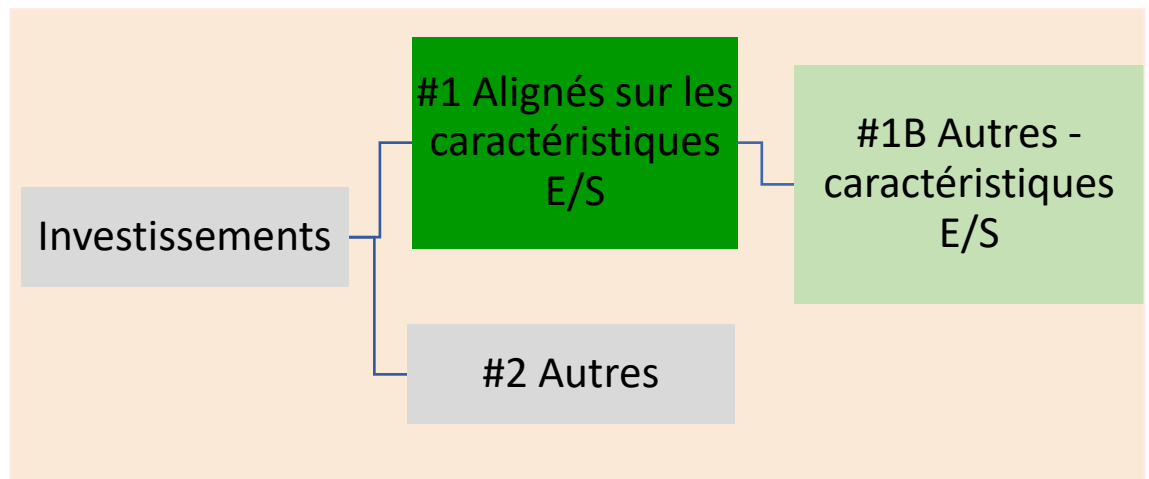 #1 Alignés sur les
caractéristiques
E/S
#1B Autres -
caractéristiques
E/S
Investissements
#2 Autres